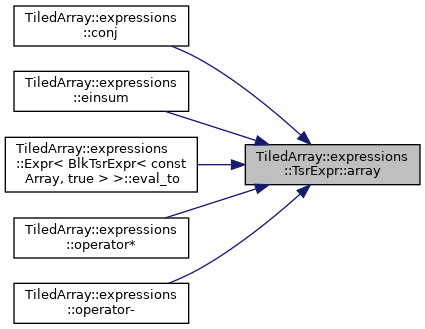 TiledArray::expressions
::conj
TiledArray::expressions
::einsum
TiledArray::expressions
::Expr< BlkTsrExpr< const
Array, true > >::eval_to
TiledArray::expressions
::operator*
TiledArray::expressions
::operator-
TiledArray::expressions
::TsrExpr::array